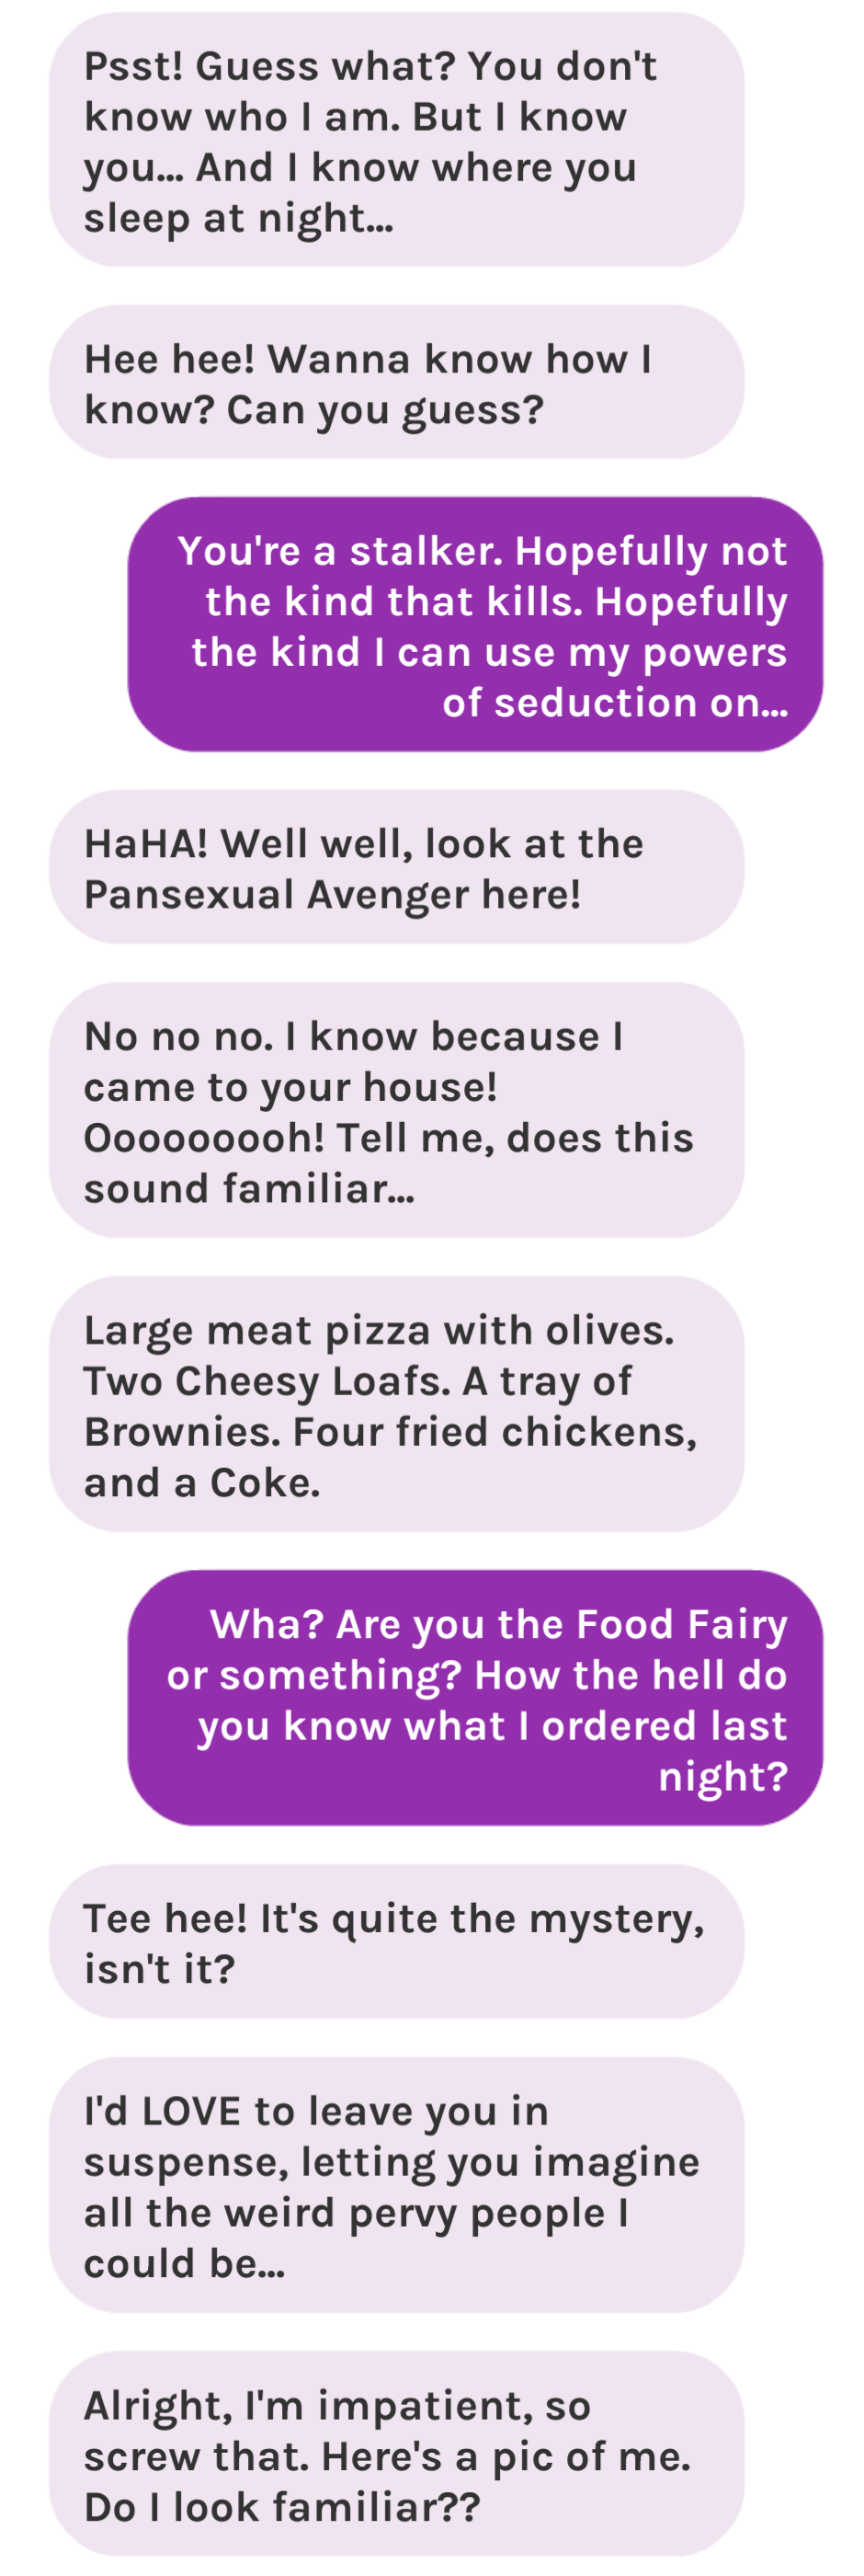 Psst! Guess what? You don't
know who I am. But I know
you... And I know where you
sleep at night...
Hee hee! Wanna know how I
know? Can you guess?
You're a stalker. Hopefully not
the kind that kills. Hopefully
the kind I can use my powers
of seduction on...
HaHA! Well well, look at the
Pansexual Avenger here!
No no no. I know because I
came to your house!
Ooooooooh! Tell me, does this
sound familiar...
Large meat pizza with olives.
Two Cheesy Loafs. A tray of
Brownies. Four fried chickens,
and a Coke.
Wha? Are you the Food Fairy
or something? How the hell do
you know what I ordered last
night?
Tee hee! It's quite the mystery,
isn't it?
I'd LOVE to leave you in
suspense, letting you imagine
all the weird pervy people I
could be...
Alright, I'm impatient, so
screw that. Here's a pic of me.
Do I look familiar??